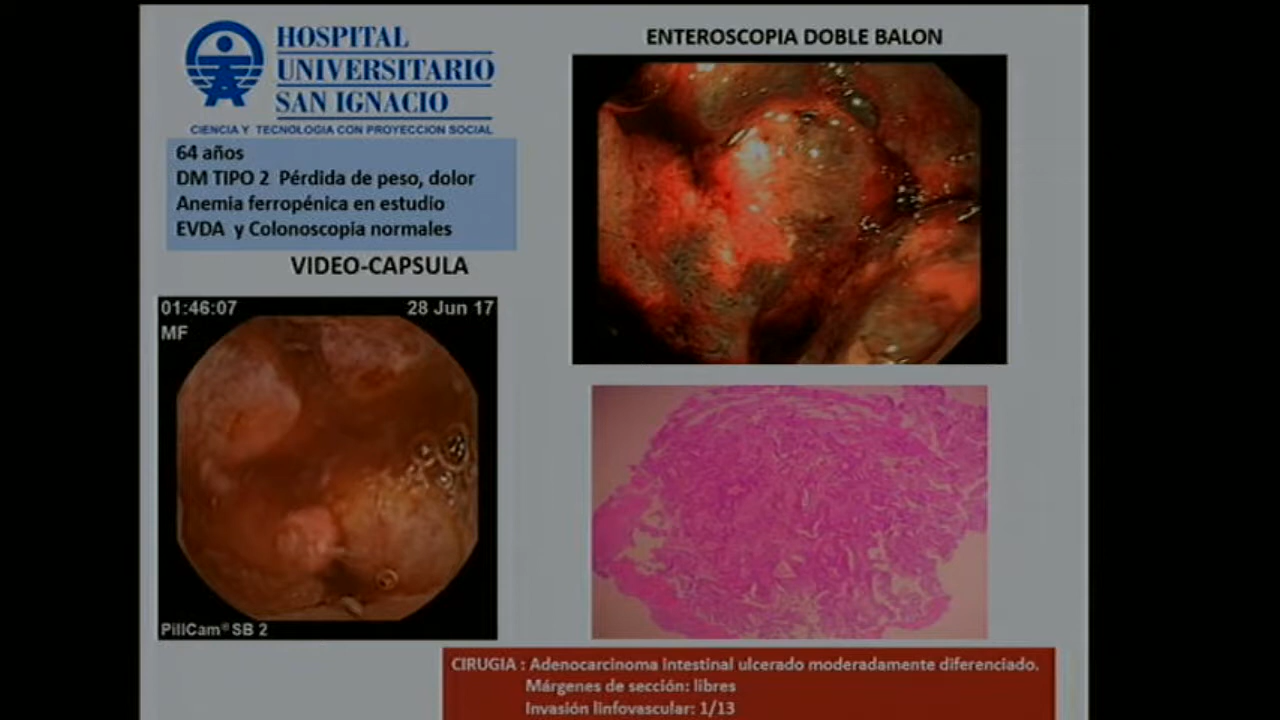 HOSPITAL
UNIVERSITARIO
SAN IGNACIO
CIENCIA Y TECNOLOGIA CON PROYECCION SOCIAL
64 años
DM TIPO 2 Pérdida de peso, dolor
Anemia ferropénica en estudio
EVDA y Colonoscopia normales
VIDEO-CAPSULA
01:46:07 28 Jun 17
MF
PillCam® SB 2
ENTEROSCOPIA DOBLE BALON
CIRUGIA : Adenocarcinoma intestinal ulcerado moderadamente diferenciado.
Márgenes de sección: libres
Invasión linfovascular: 1/13